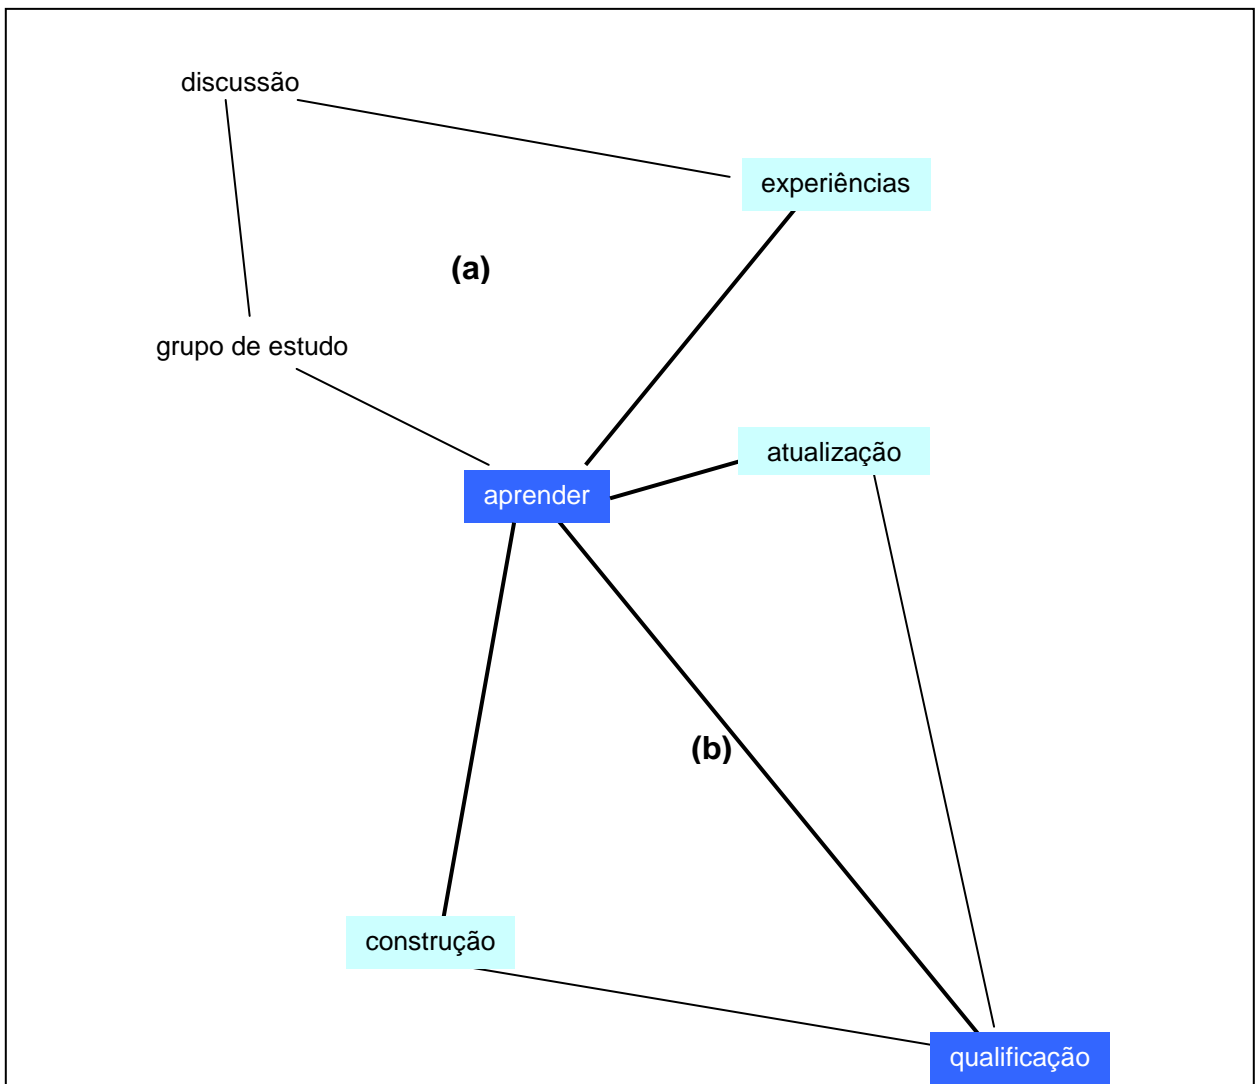 discussão
experiências
(a)
grupo de estudo
atualização
aprender
(b)
construção
qualificação